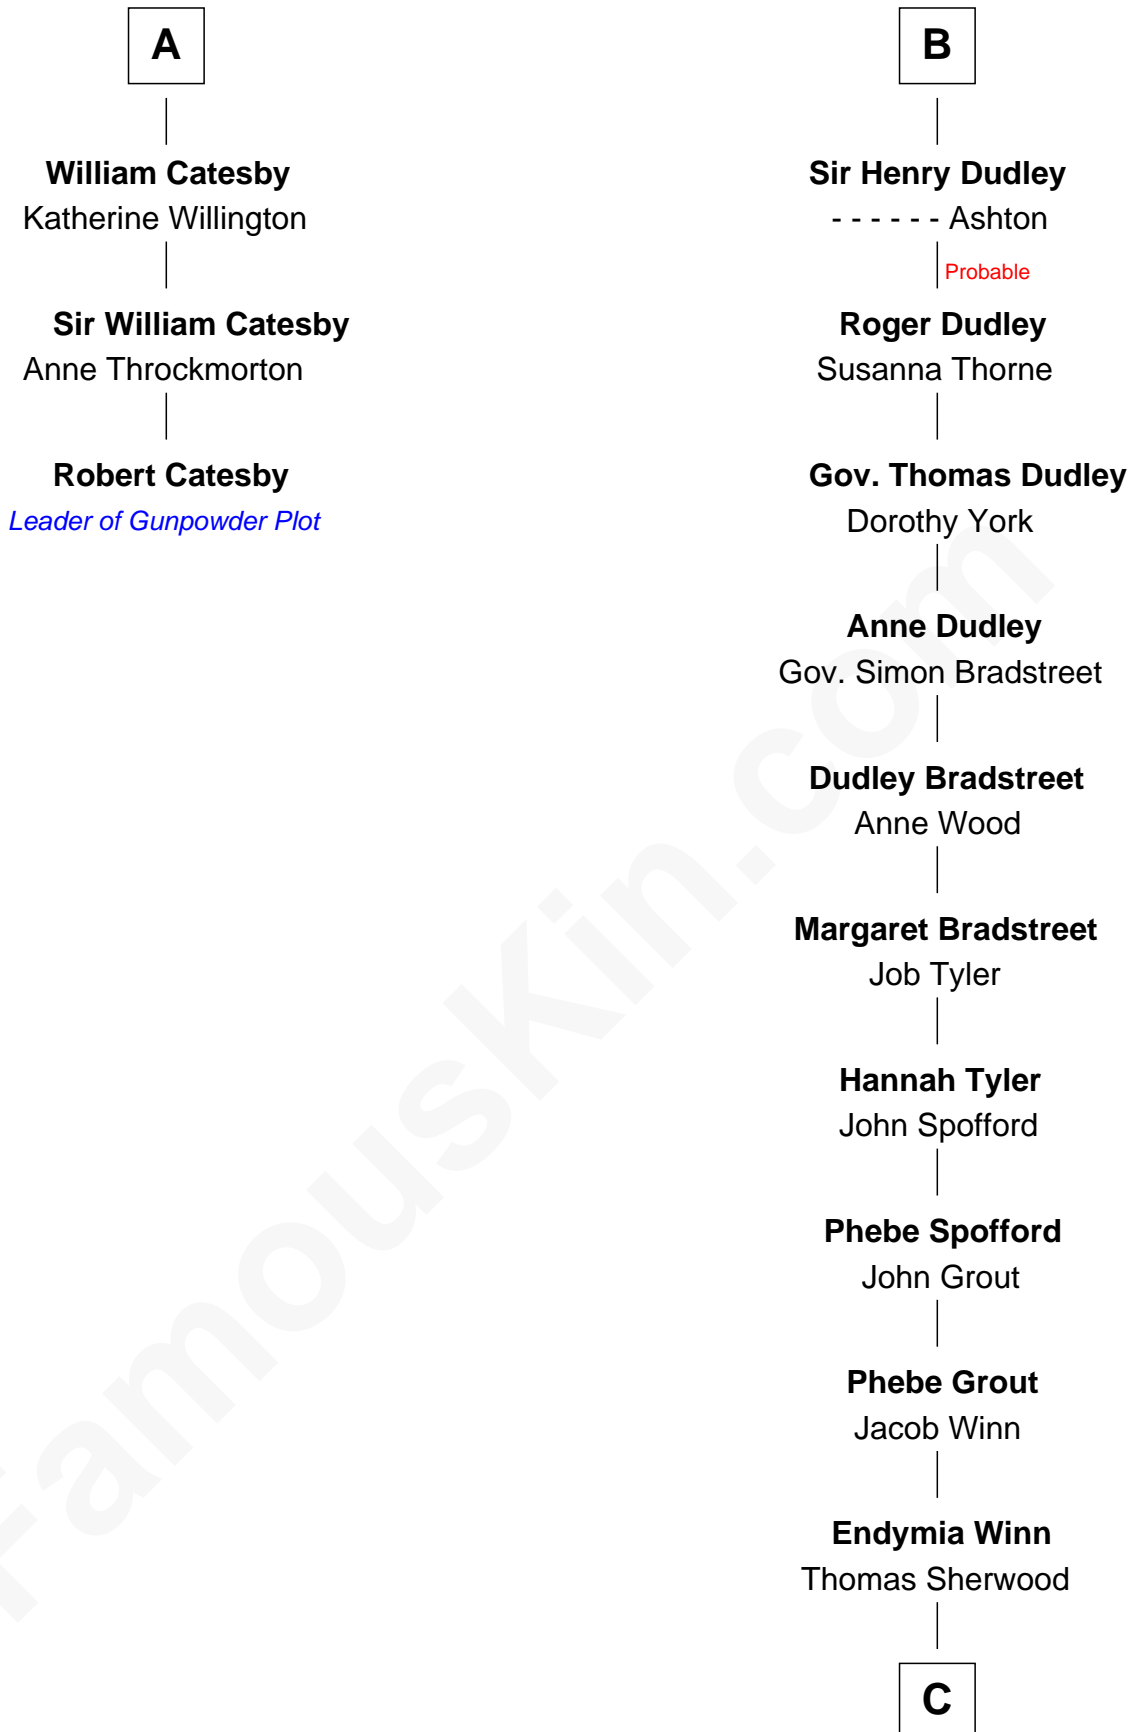 A
William Catesby
Katherine Willington
Sir William Catesby
Anne Throckmorton
Robert Catesby
Leader of Gunpowder Plot
B
Sir Henry Dudley
- - - - - - Ashton
Probable
Roger Dudley
Susanna Thorne
Gov. Thomas Dudley
Dorothy York
Anne Dudley
Gov. Simon Bradstreet
Dudley Bradstreet
Anne Wood
Margaret Bradstreet
Job Tyler
Hannah Tyler
John Spofford
Phebe Spofford
John Grout
Phebe Grout
Jacob Winn
Endymia Winn
Thomas Sherwood
C
FamousKin.com